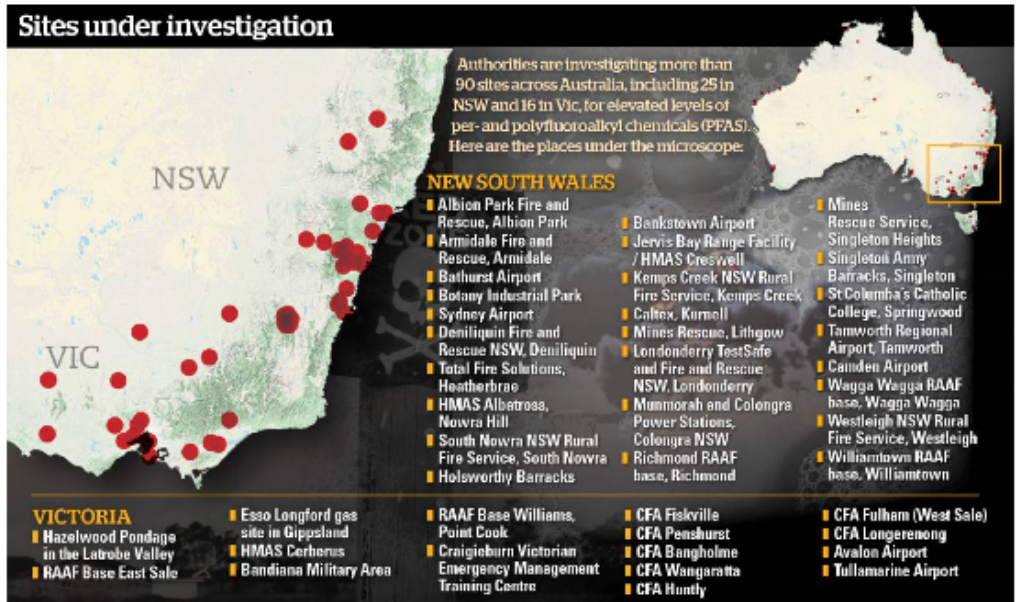 Sites under investigation
Authorities are investigating more than
90 sites across Australia, including 25 in
NSW and 16 in Vic, for elevated levels of
per- and polyfluoroalkyl chemicals (PFAS).
Here are the places under the microscope:
NSW
VIC
NEW SOUTH WALES
Albion Park Fire and
Rescue, Albion Park
Armidale Fire and
Rescue, Armidale
Bathurst Airport
Botany Industrial Park
Sydney Airport
Deniliquin Fire and
Rescue NSW, Deniliquin
Total Fire Solutions,
Heatherbrae
HMAS Albatross,
Nowra Hill
South Nowra NSW Rural
Fire Service, South Nowra
Holsworthy Barracks
Bankstown Airport
Jervis Bay Range Facility
/ HMAS Creswell
Kemps Creek NSW Rural
Fire Service, Kemps Creek
Caltex, Kurnell
Mines Rescue, Lithgow
Londonderry TestSafe
and Fire and Rescue
NSW, Londonderry
Munmorah and Colongra
Power Stations,
Colongra NSW
Richmond RAAF
base, Richmond
Mines
Rescue Service,
Singleton Heights
Singleton Army
Barracks, Singleton
St Columba's Catholic
College, Springwood
Tamworth Regional
Airport, Tamworth
Camden Airport
Wagga Wagga RAAF
base, Wagga Wagga
Westleigh NSW Rural
Fire Service, Westleigh
Williamtown RAAF
base, Williamtown
VICTORIA
Hazelwood Pondage
in the Latrobe Valley
RAAF Base East Sale
Esso Longford gas
site in Gippsland
HMAS Cerberus
Bandiana Military Area
RAAF Base Williams,
Point Cook
Craigieburn Victorian
Emergency Management
Training Centre
CFA Fiskville
CFA Penshurst
CFA Bangholme
CFA Wangaratta
CFA Huntly
CFA Fulham (West Sale)
CFA Longerenong
Avalon Airport
Tullamarine Airport